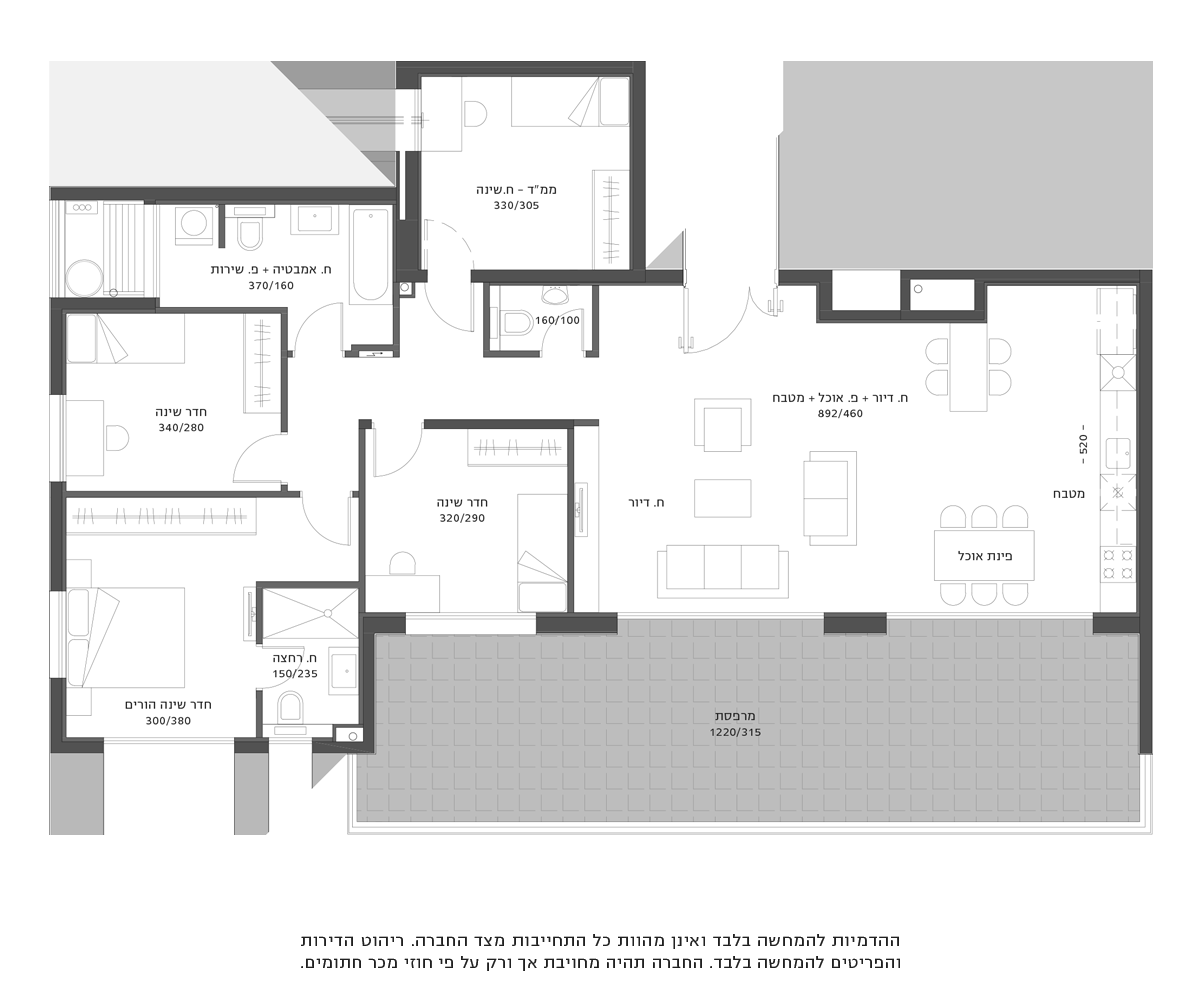 ממ"ד - ח.שינה
330/305
ח. אמבטיה + פ. שירות
370/160
160/100
חדר שינה
340/280
ח. דיור + פ. אוכל + מטבח
892/460
- 520 -
מטבח
חדר שינה
320/290
ח. דיור
פינת אוכל
ח. רחצה
150/235
חדר שינה הורים
300/380
מרפסת
1220/315
ההדמיות להמחשה בלבד ואינן מהוות כל התחייבות מצד החברה. ריהוט הדירות
והפריטים להמחשה בלבד. החברה תהיה מחויבת אך ורק על פי חוזי מכר חתומים.